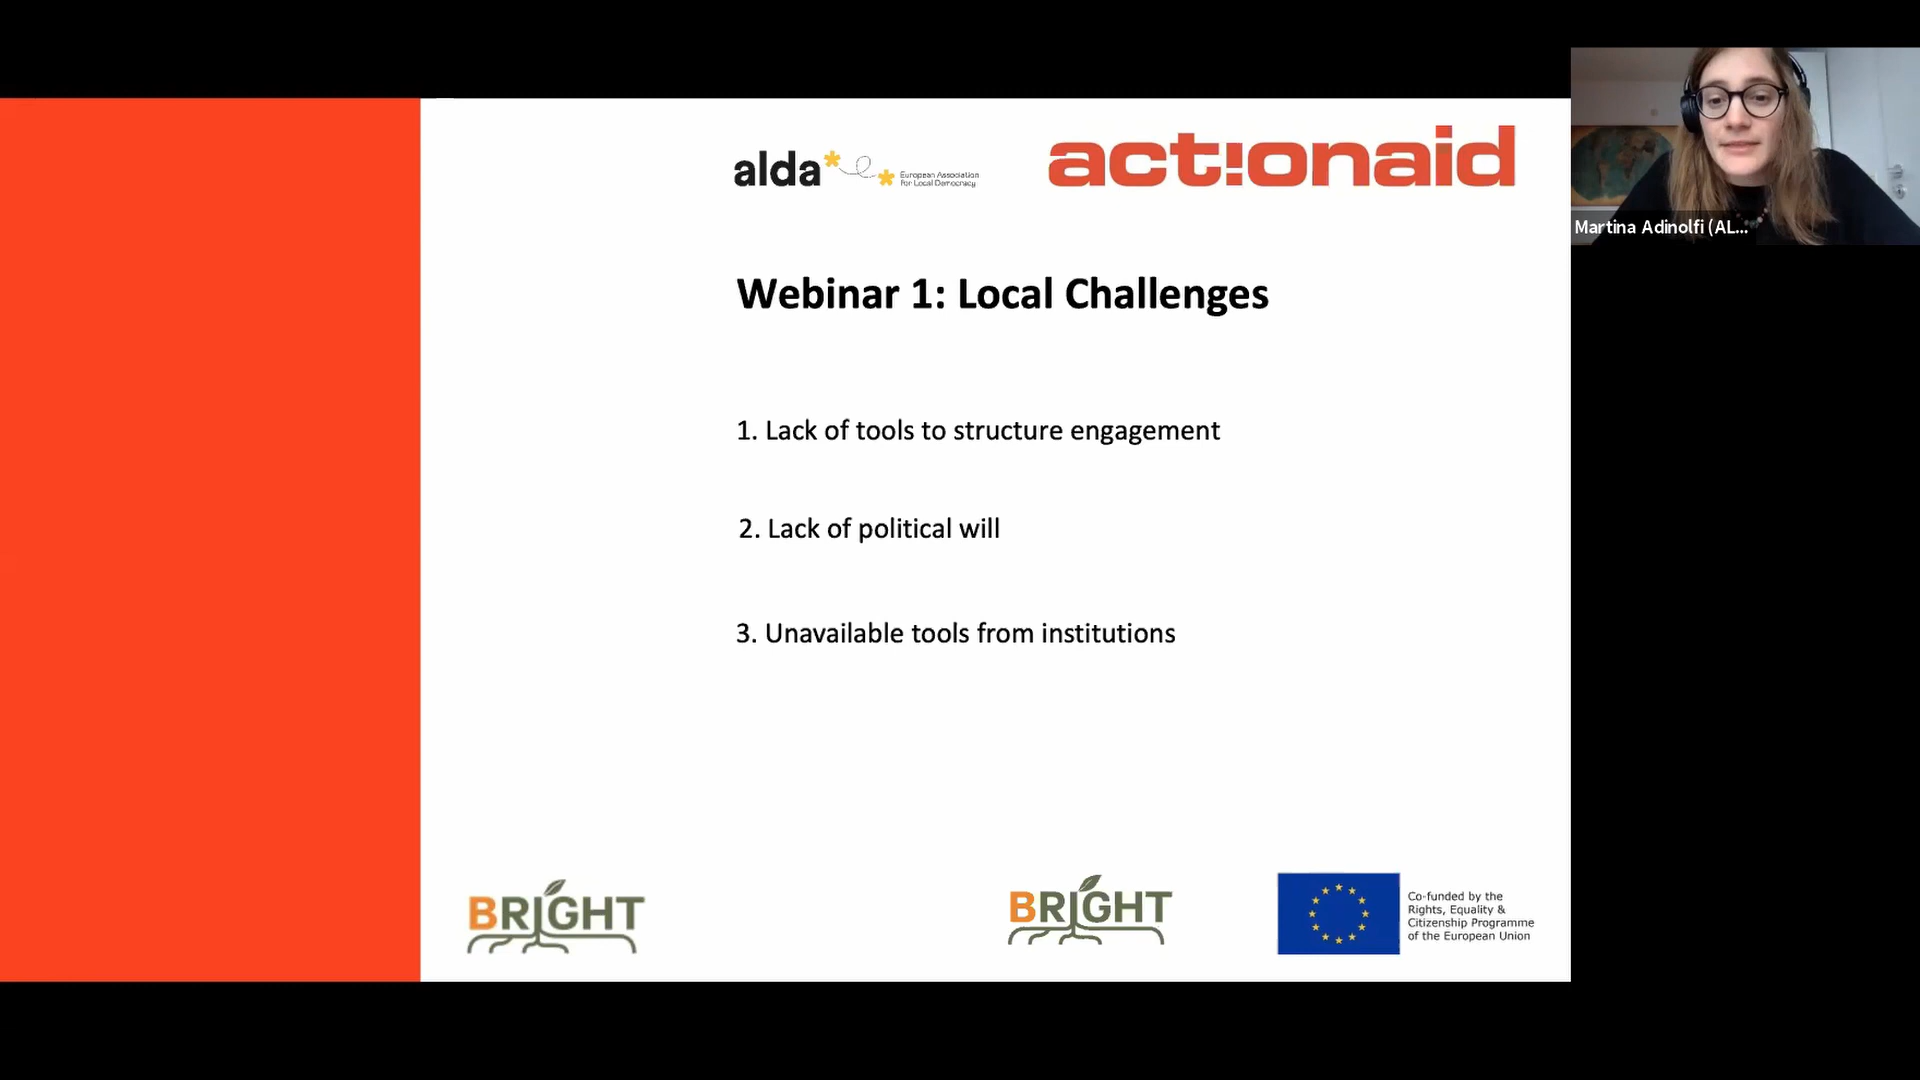 alda
European Association
for Local Democracy
act!onaid
Martina Adinolfi (AL...
Webinar 1: Local Challenges
1. Lack of tools to structure engagement
2. Lack of political will
3. Unavailable tools from institutions
BRIGHT
BRIGHT
Co-funded by the
Rights, Equality &
Citizenship Programme
of the European Union